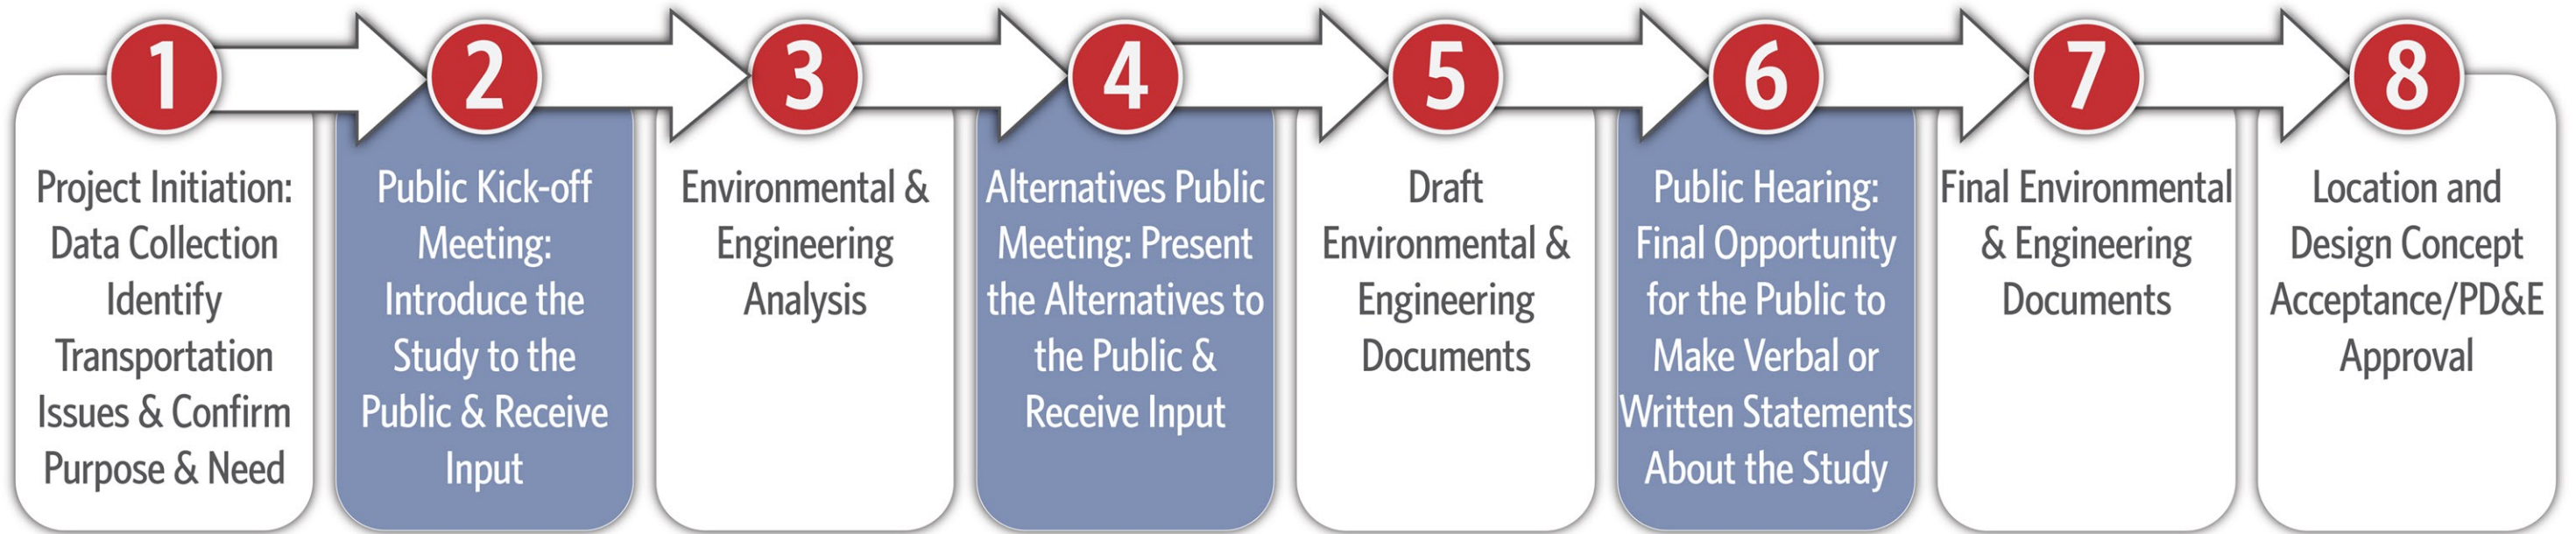 1
Project Initiation:
Data Collection
Identify
Transportation
Issues & Confirm
Purpose & Need
2
Public Kick-off
Meeting:
Introduce the
Study to the
Public & Receive
Input
3
Environmental &
Engineering
Analysis
4
Alternatives Public
Meeting: Present
the Alternatives to
the Public &
Receive Input
5
Draft
Environmental &
Engineering
Documents
6
Public Hearing:
Final Opportunity
for the Public to
Make Verbal or
Written Statements
About the Study
7
Final Environmental
& Engineering
Documents
8
Location and
Design Concept
Acceptance/PD&E
Approval